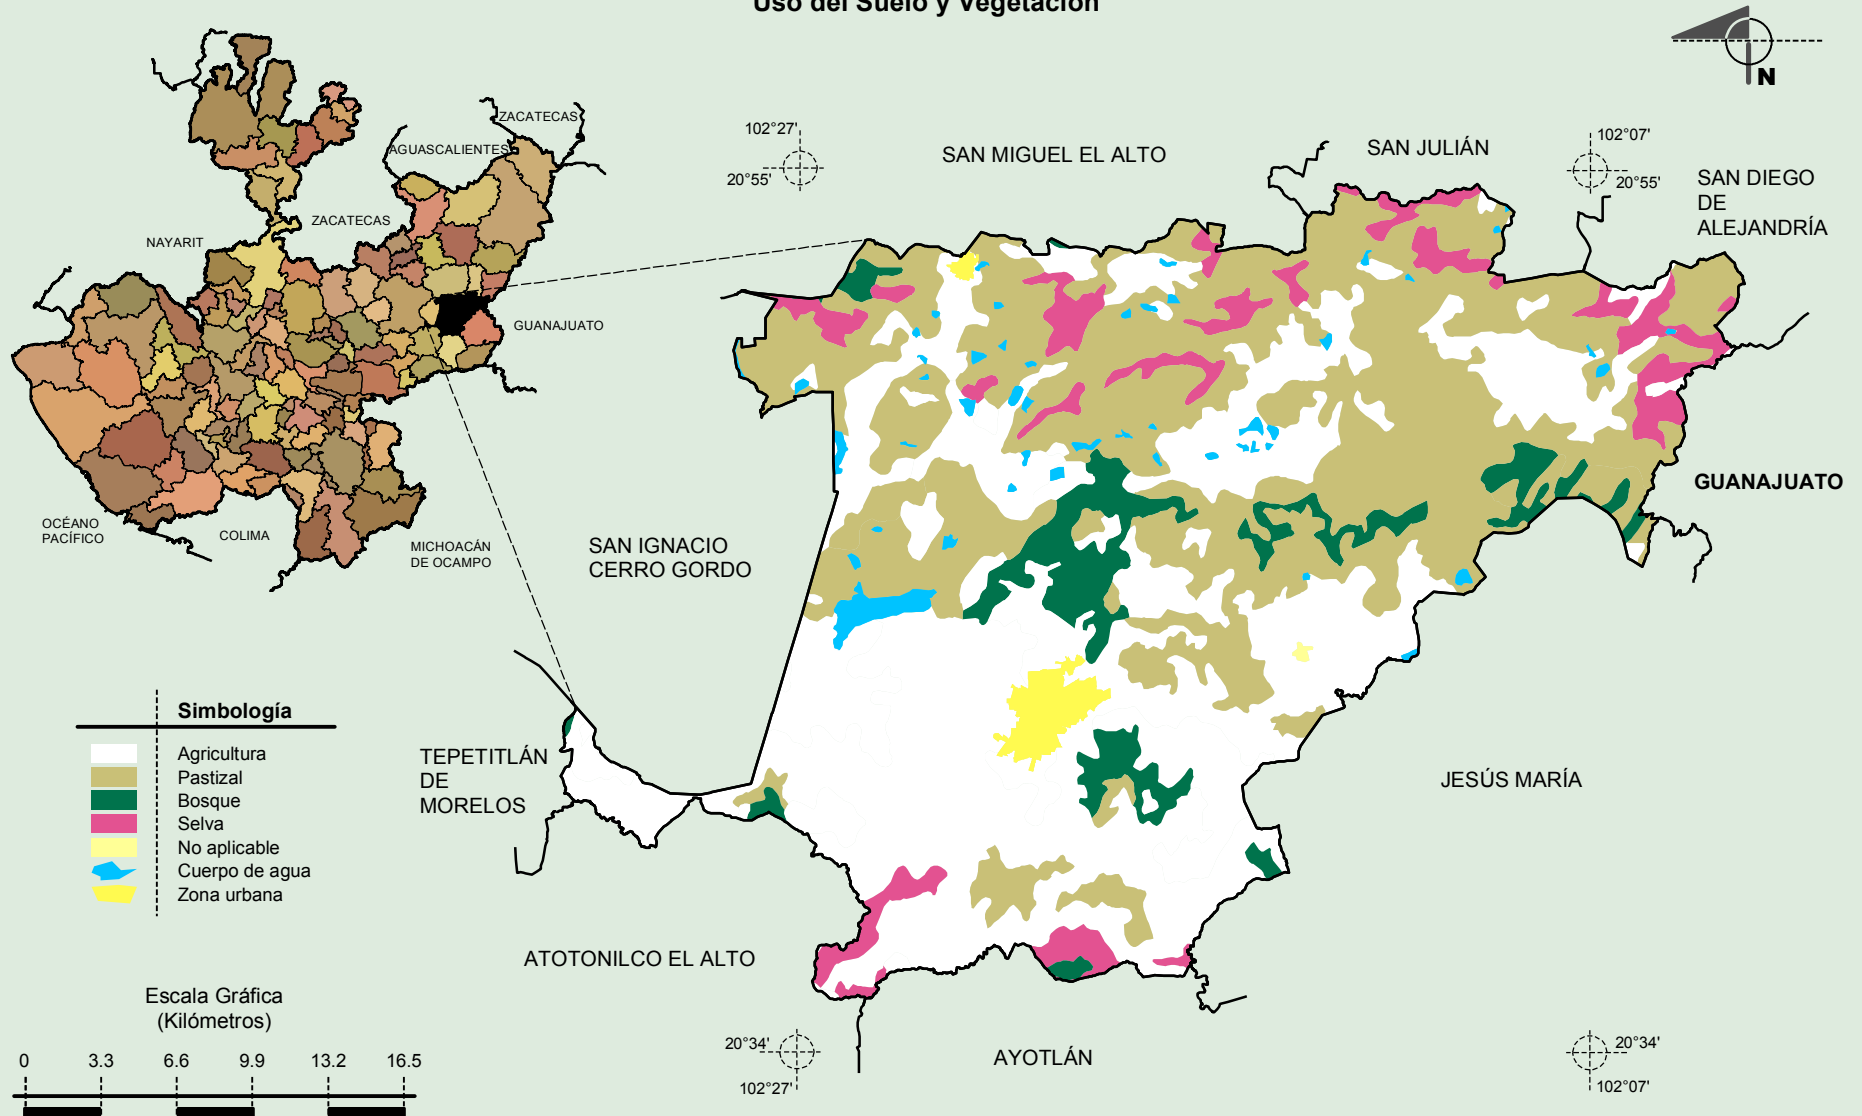 Uso del Suelo y Vegetación
N
ZACATECAS
AGUASCALIENTES
ZACATECAS
NAYARIT
GUANAJUATO
OCÉANO
PACÍFICO
COLIMA
MICHOACÁN
DE OCAMPO
102°27'
20°55'
SAN MIGUEL EL ALTO
SAN JULIÁN
102°07'
20°55'
SAN DIEGO
DE
ALEJANDRÍA
GUANAJUATO
SAN IGNACIO
CERRO GORDO
TEPETITLÁN
DE
MORELOS
JESÚS MARÍA
ATOTONILCO EL ALTO
AYOTLÁN
20°34'
102°27'
20°34'
102°07'
Simbología
Agricultura
Pastizal
Bosque
Selva
No aplicable
Cuerpo de agua
Zona urbana
Escala Gráfica
(Kilómetros)
0 3.3 6.6 9.9 13.2 16.5